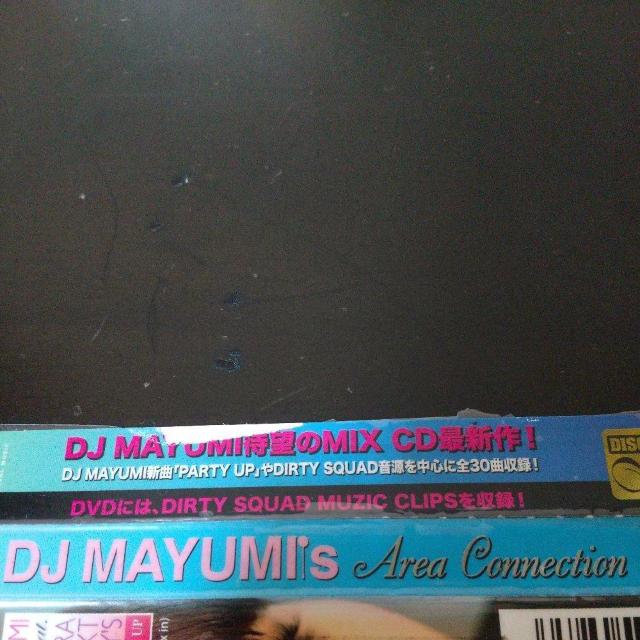 DJ MAYUMI待望のMIX CD最新作!
DJ MAYUMI新曲「PARTY UP」やDIRTY SQUAD音源を中心に全30曲収録!
DVDには、DIRTY SQUAD MUZIC CLIPSを収録!
DISC
DJ MAYUMI's Area Connection
UP